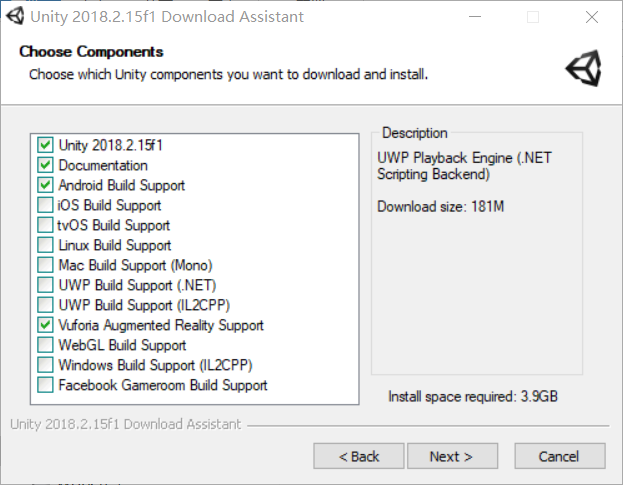 Unity 2018.2.15f1 Download Assistant
Choose Components
Choose which Unity components you want to download and install.
Unity 2018.2.15f1
Documentation
Android Build Support
iOS Build Support
tvOS Build Support
Linux Build Support
Mac Build Support (Mono)
UWP Build Support (.NET)
UWP Build Support (IL2CPP)
Vuforia Augmented Reality Support
WebGL Build Support
Windows Build Support (IL2CPP)
Facebook Gameroom Build Support
Description
UWP Playback Engine (.NET
Scripting Backend)
Download size: 181M
Install space required: 3.9GB
Unity 2018.2.15f1 Download Assistant
< Back
Next >
Cancel